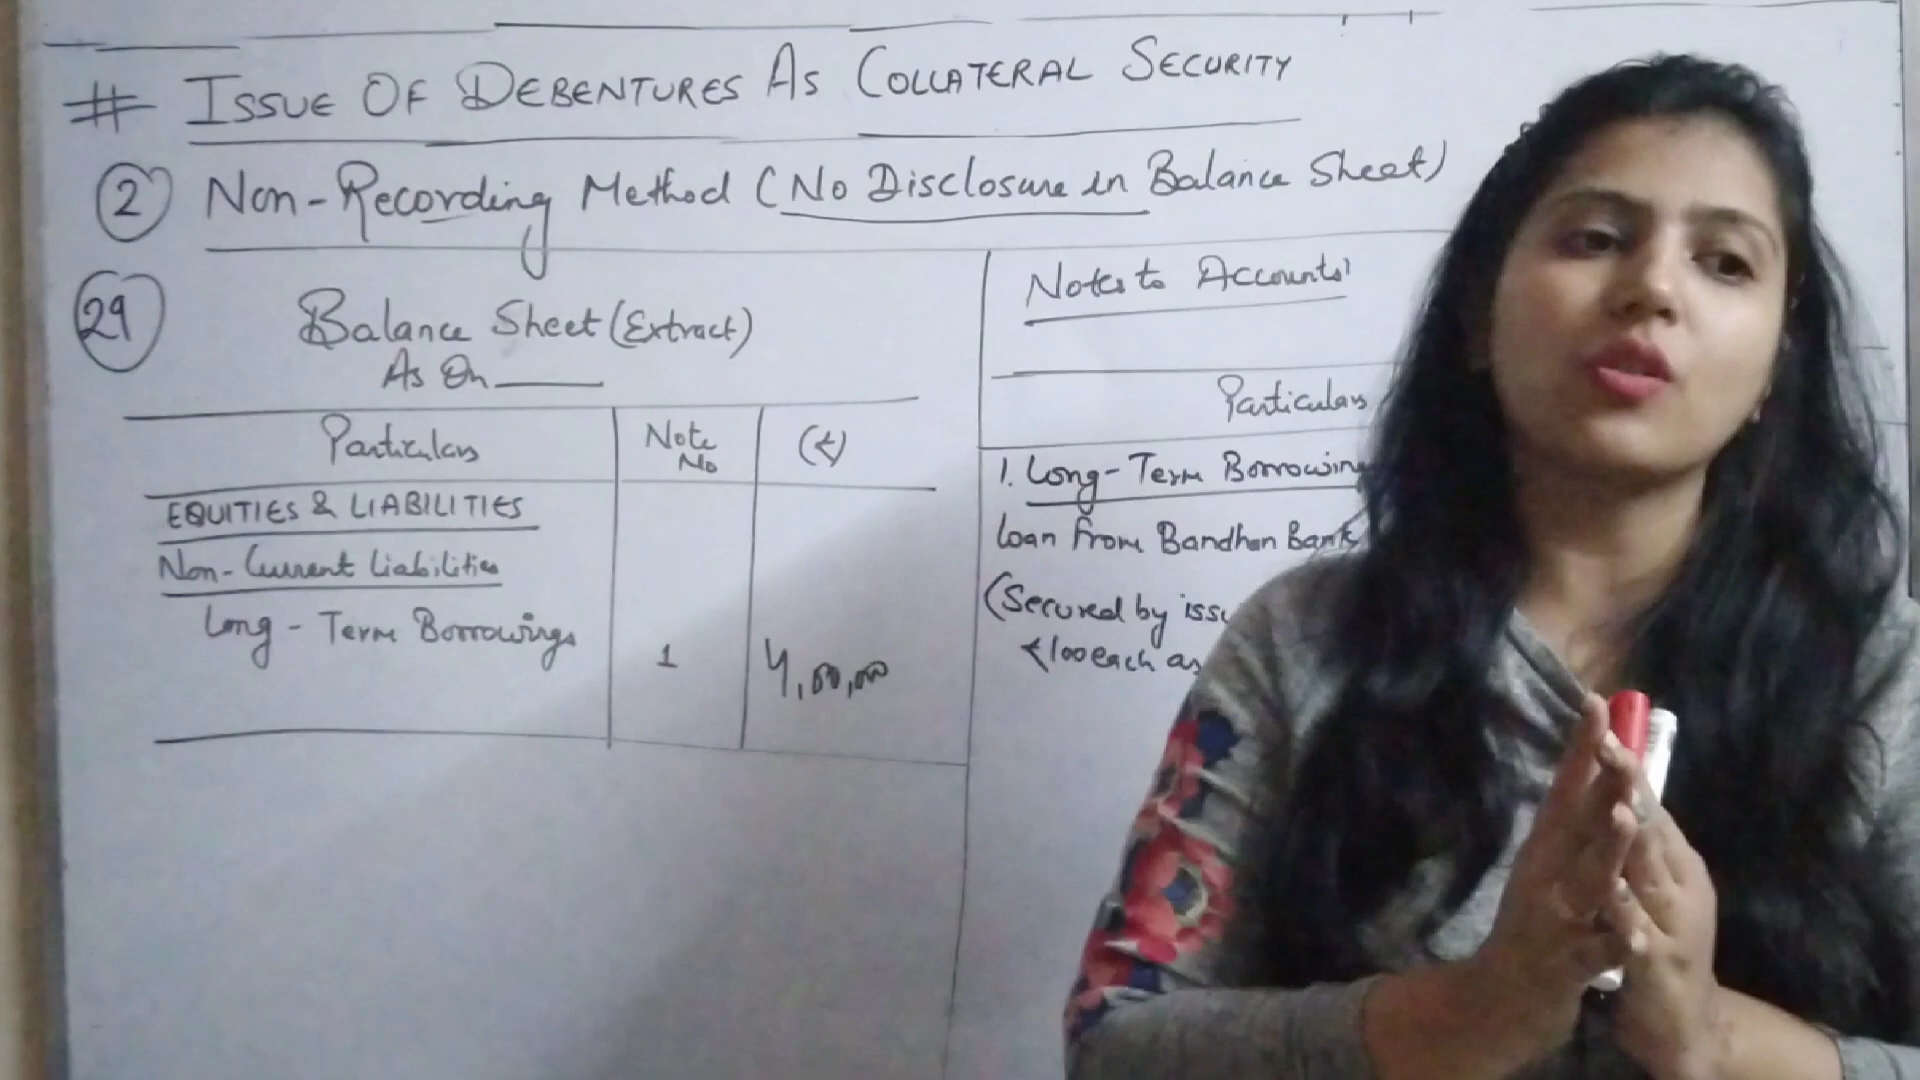 # ISSUE OF DEBENTURES AS COLLATERAL SECURITY
2 Non-Recording Method (No Disclosure in Balance Sheet)
29 Balance Sheet (Extract)
As On
Particulars Note No (₹)
EQUITIES & LIABILITIES
Non-Current Liabilities
Long-Term Borrowings 1 4,00,000
Notes to Accounts'
Particulars
1. Long-Term Borrowing
Loan From Bandhan Bank
(Secured by issu
₹100 each as